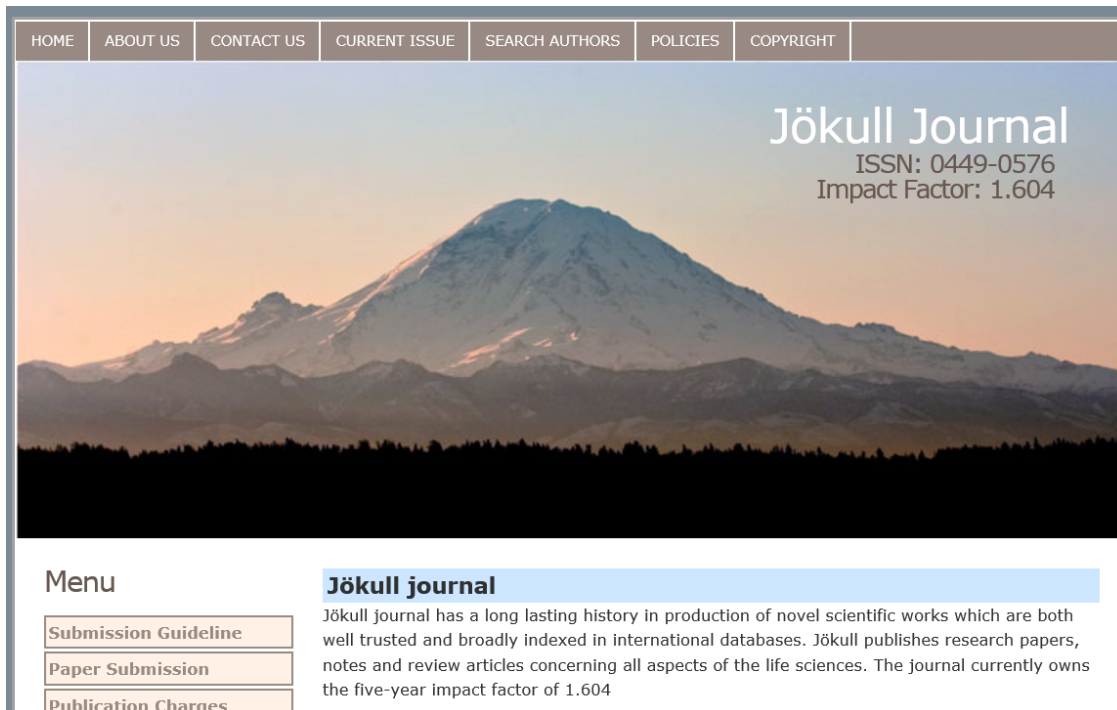 HOME ABOUT US CONTACT US CURRENT ISSUE SEARCH AUTHORS POLICIES COPYRIGHT
Jökull Journal
ISSN: 0449-0576
Impact Factor: 1.604
Menu
Submission Guideline
Paper Submission
Publication Charges
Jökull journal
Jökull journal has a long lasting history in production of novel scientific works which are both
well trusted and broadly indexed in international databases. Jökull publishes research papers,
notes and review articles concerning all aspects of the life sciences. The journal currently owns
the five-year impact factor of 1.604